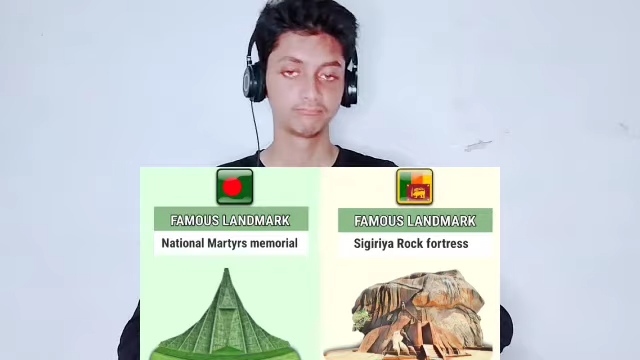 FAMOUS LANDMARK
National Martyrs memorial
FAMOUS LANDMARK
Sigiriya Rock fortress